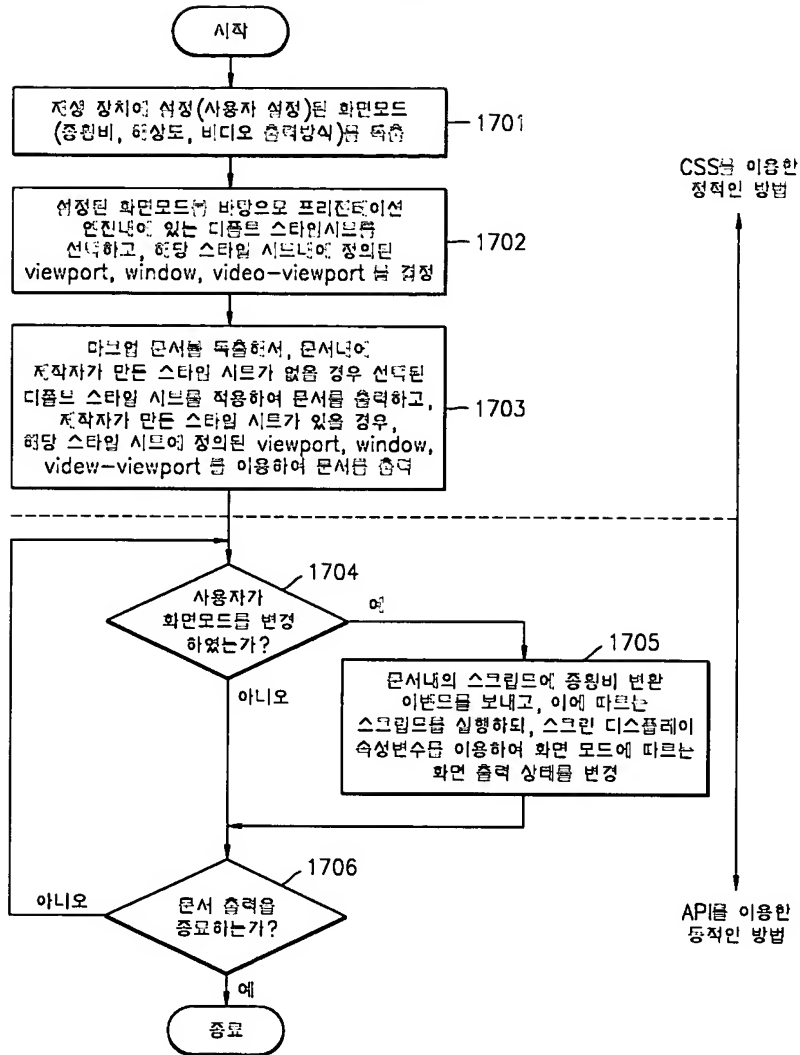 시작
재생 장치에 설정(사용자 설정)된 화면모드
(종횡비, 해상도, 비디오 출력방식)를 독출
1701
CSS를 이용한
정적인 방법
설정된 화면모드를 바탕으로 프리젠테이션
엔진내에 있는 디폴트 스타일시트를
선택하고, 해당 스타일 시트내에 정의된
viewport, window, video-viewport 를 결정
1702
마크업 문서를 독출해서, 문서내에
제작자가 만든 스타일 시트가 없을 경우 선택된
디폴트 스타일 시트를 적용하여 문서를 출력하고,
제작자가 만든 스타일 시트가 있을 경우,
해당 스타일 시트에 정의된 viewport, window,
videw-viewport 를 이용하여 문서를 출력
1703
1704
사용자가
화면모드를 변경
하였는가?
예
아니오
1705
문서내의 스크립트에 종횡비 변환
이벤트를 보내고, 이에 따르는
스크립트를 실행하되, 스크린 디스플레이
속성변수를 이용하여 화면 모드에 따르는
화면 출력 상태를 변경
1706
아니오
문서 출력을
종료하는가?
예
API를 이용한
동적인 방법
종료